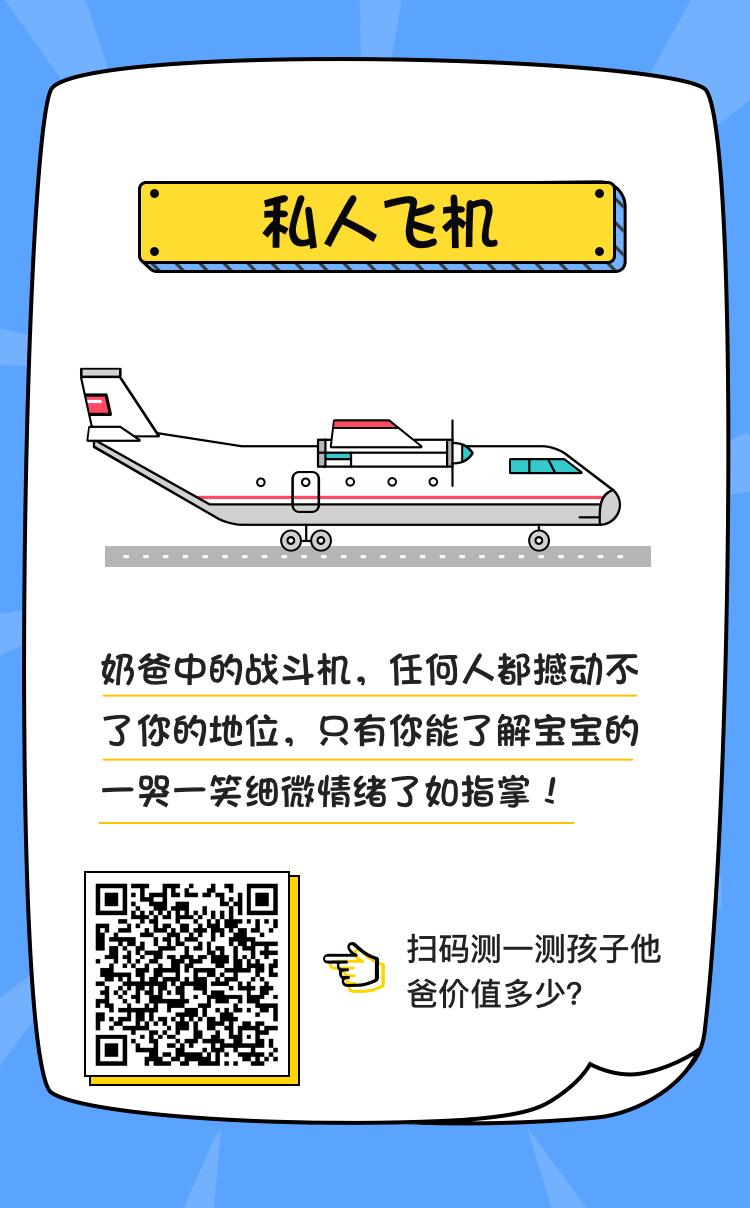 私人飞机
奶爸中的战斗机，任何人都撼动不
了你的地位，只有你能了解宝宝的
一哭一笑细微情绪了如指掌！
扫码测一测孩子他
爸价值多少？